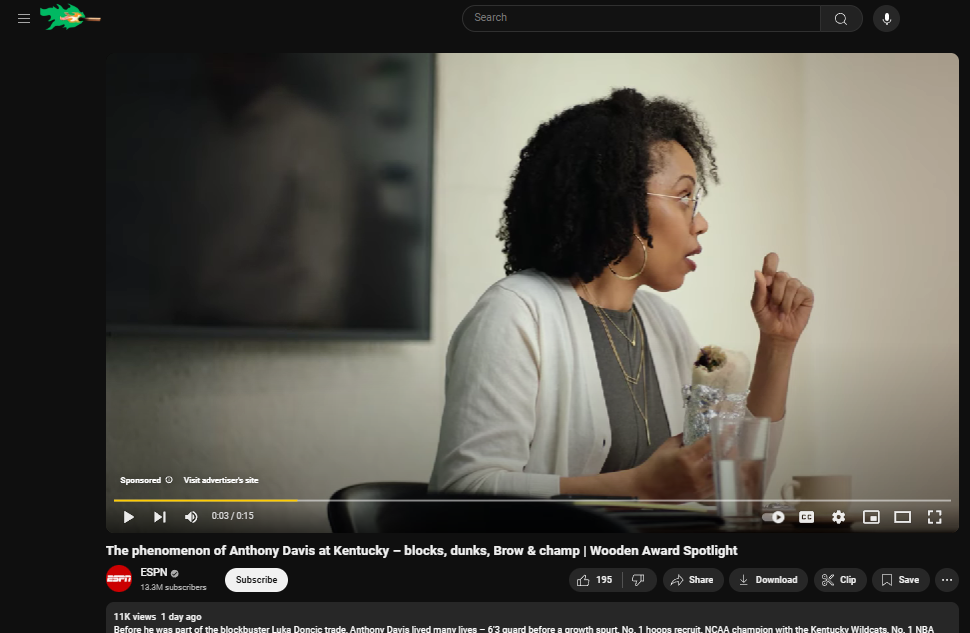 Search
Sponsored Visit advertiser's site
0:03 / 0:15
CC
The phenomenon of Anthony Davis at Kentucky – blocks, dunks, Brow & champ | Wooden Award Spotlight
ESPN
ESPN
13.3M subscribers
Subscribe
195
Share
Download
Clip
Save
11K views 1 day ago
Before he was part of the blockbuster Luka Doncic trade, Anthony Davis lived many lives – 6'3 guard before a growth spurt, No. 1 hoops recruit, NCAA champion with the Kentucky Wildcats, No. 1 NBA